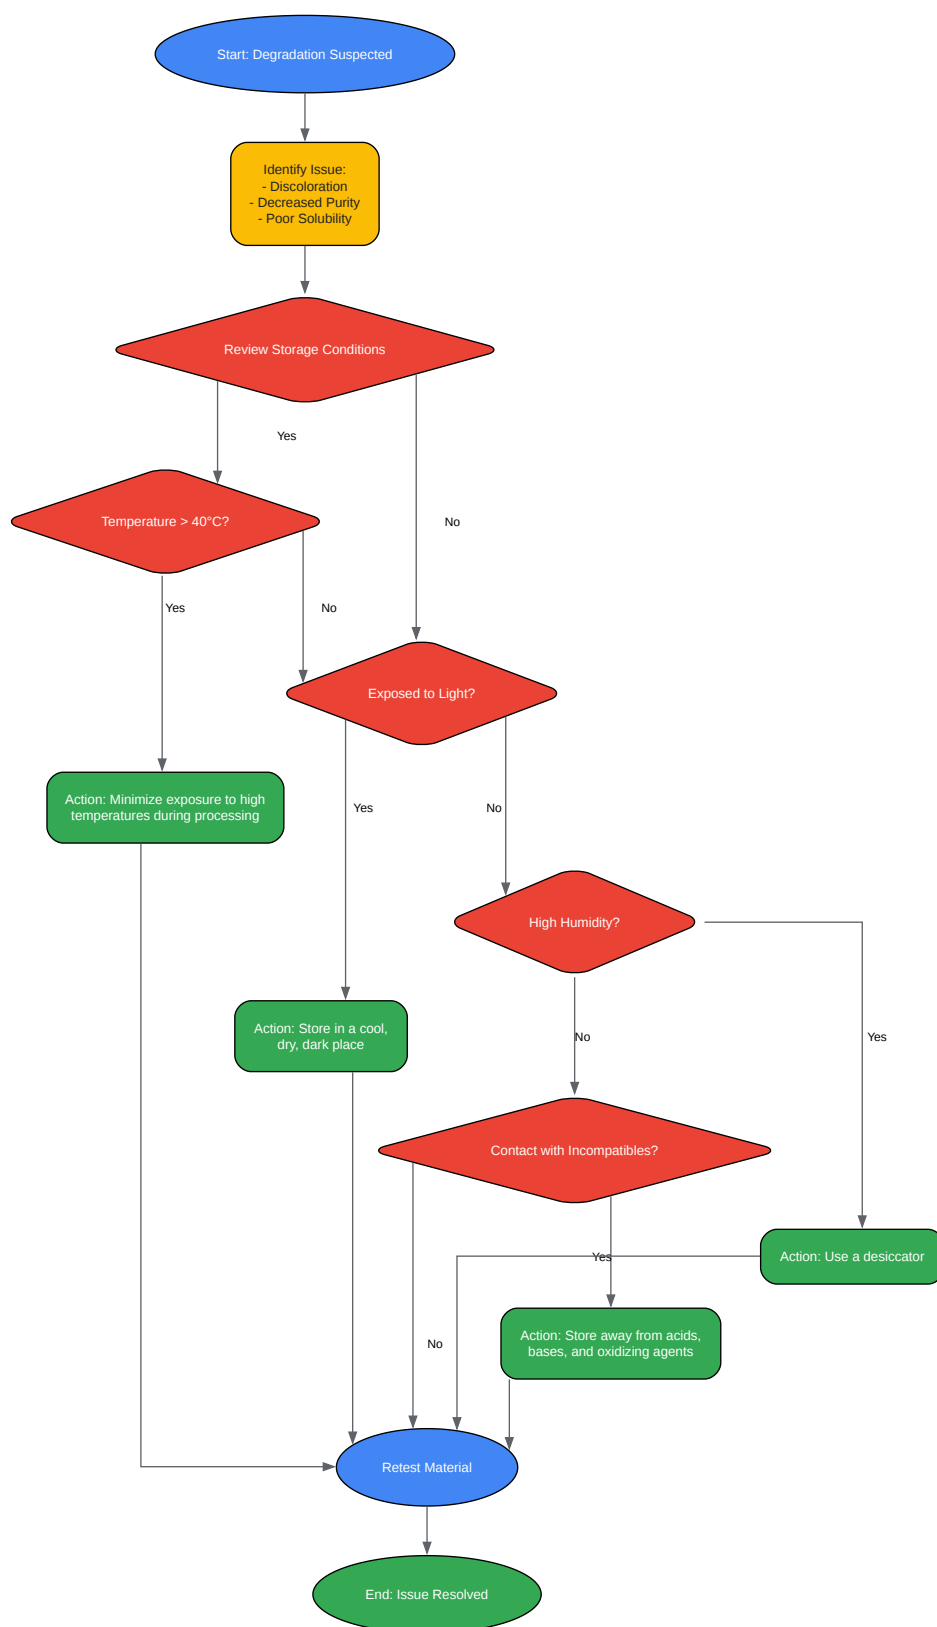 Start: Degradation Suspected
Identify Issue:
- Discoloration
- Decreased Purity
- Poor Solubility
Review Storage Conditions
Yes
Temperature > 40°C?
No
Yes
No
Exposed to Light?
Action: Minimize exposure to high
temperatures during processing
Yes
No
High Humidity?
Action: Store in a cool,
dry, dark place
No
Yes
Contact with Incompatibles?
Yes
Action: Use a desiccator
Action: Store away from acids,
bases, and oxidizing agents
No
Retest Material
End: Issue Resolved